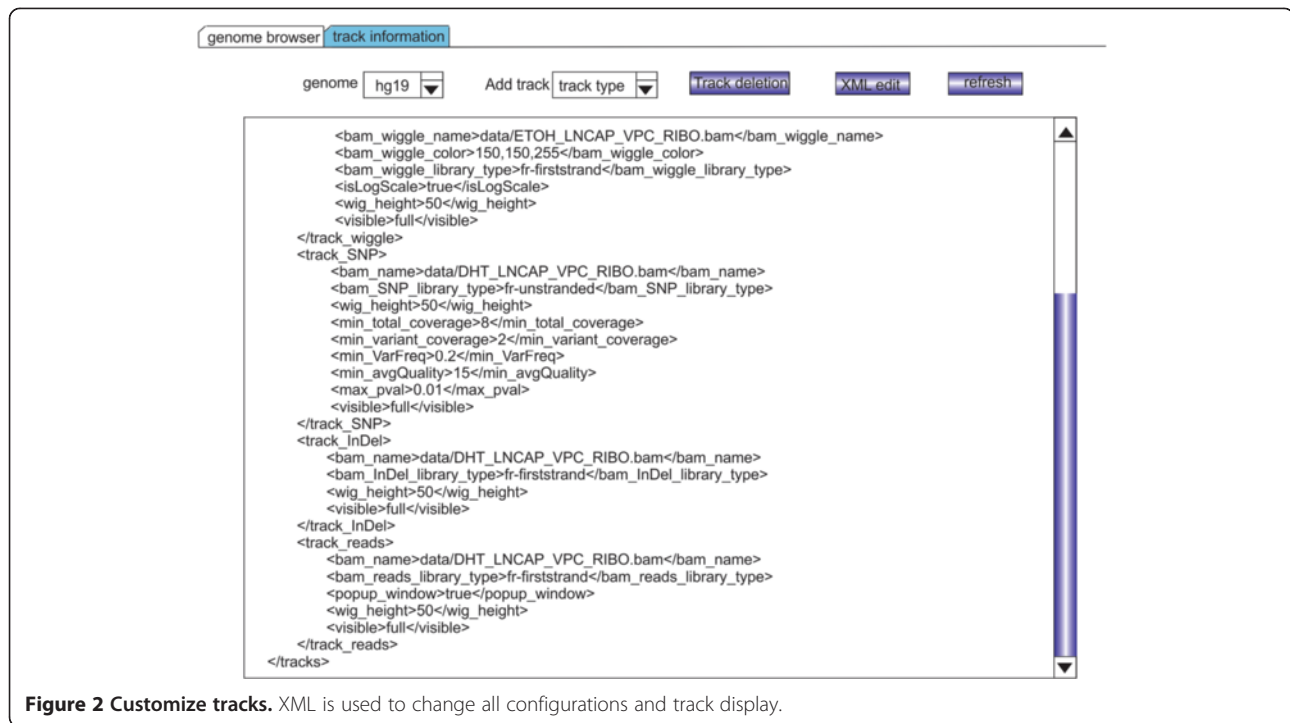 genome browser track information
genome hg19 Add track track type Track deletion XML edit refresh
<bam_wiggle_name>data/ETOH_LNCAP_VPC_RIBO.bam</bam_wiggle_name>
<bam_wiggle_color>150,150,255</bam_wiggle_color>
<bam_wiggle_library_type>fr-firststrand</bam_wiggle_library_type>
<isLogScale>true</isLogScale>
<wig_height>50</wig_height>
<visible>full</visible>
</track_wiggle>
<track_SNP>
<bam_name>data/DHT_LNCAP_VPC_RIBO.bam</bam_name>
<bam_SNP_library_type>fr-unstranded</bam_SNP_library_type>
<wig_height>50</wig_height>
<min_total_coverage>8</min_total_coverage>
<min_variant_coverage>2</min_variant_coverage>
<min_VarFreq>0.2</min_VarFreq>
<min_avgQuality>15</min_avgQuality>
<max_pval>0.01</max_pval>
<visible>full</visible>
</track_SNP>
<track_InDel>
<bam_name>data/DHT_LNCAP_VPC_RIBO.bam</bam_name>
<bam_InDel_library_type>fr-firststrand</bam_InDel_library_type>
<wig_height>50</wig_height>
<visible>full</visible>
</track_InDel>
<track_reads>
<bam_name>data/DHT_LNCAP_VPC_RIBO.bam</bam_name>
<bam_reads_library_type>fr-firststrand</bam_reads_library_type>
<popup_window>true</popup_window>
<wig_height>50</wig_height>
<visible>full</visible>
</track_reads>
</tracks>
Figure 2 Customize tracks. XML is used to change all configurations and track display.